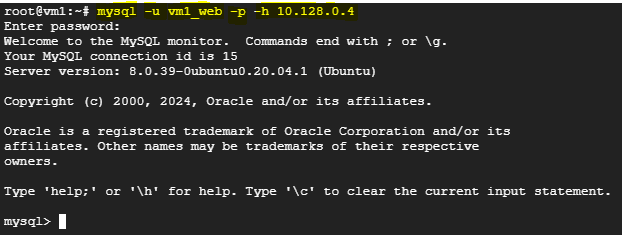 root@vm1:~# mysql -u vm1_web -p -h 10.128.0.4
Enter password:
Welcome to the MySQL monitor.  Commands end with ; or \g.
Your MySQL connection id is 15
Server version: 8.0.39-0ubuntu0.20.04.1 (Ubuntu)
Copyright (c) 2000, 2024, Oracle and/or its affiliates.
Oracle is a registered trademark of Oracle Corporation and/or its
affiliates. Other names may be trademarks of their respective
owners.
Type 'help;' or '\h' for help. Type '\c' to clear the current input statement.
mysql>